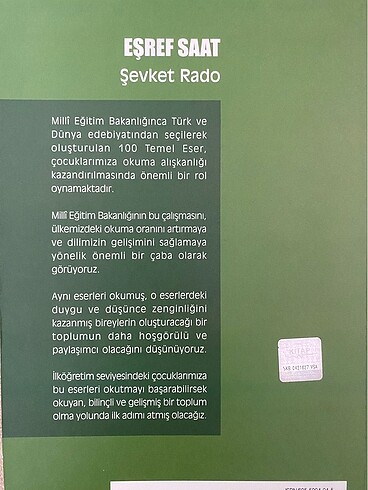 EŞREF SAAT
Şevket Rado
Millî Eğitim Bakanlığınca Türk ve
Dünya edebiyatından seçilerek
oluşturulan 100 Temel Eser,
çocuklarımıza okuma alışkanlığı
kazandırılmasında önemli bir rol
oynamaktadır.
Millî Eğitim Bakanlığının bu çalışmasını,
ülkemizdeki okuma oranını artırmaya
ve dilimizin gelişimini sağlamaya
yönelik önemli bir çaba olarak
görüyoruz.
Aynı eserleri okumuş, o eserlerdeki
duygu ve düşünce zenginliğini
kazanmış bireylerin oluşturacağı bir
toplumun daha hoşgörülü ve
paylaşımcı olacağını düşünüyoruz.
İlköğretim seviyesindeki çocuklarımıza
bu eserleri okutmayı başarabilirsek
okuyan, bilinçli ve gelişmiş bir toplum
olma yolunda ilk adımı atmış olacağız.
KİTAP